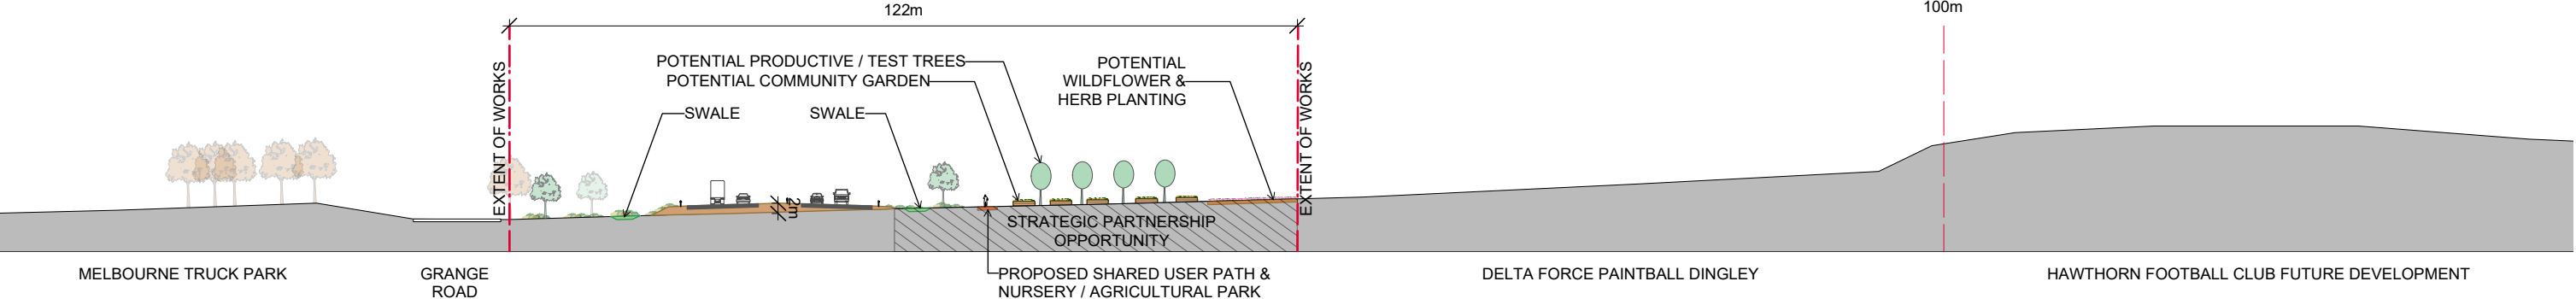 122m
100m
POTENTIAL PRODUCTIVE / TEST TREES
POTENTIAL COMMUNITY GARDEN
POTENTIAL
WILDFLOWER &
HERB PLANTING
SWALE
SWALE
EXTENT OF WORKS
EXTENT OF WORKS
2m
STRATEGIC PARTNERSHIP
OPPORTUNITY
MELBOURNE TRUCK PARK
GRANGE
ROAD
PROPOSED SHARED USER PATH &
NURSERY / AGRICULTURAL PARK
DELTA FORCE PAINTBALL DINGLEY
HAWTHORN FOOTBALL CLUB FUTURE DEVELOPMENT